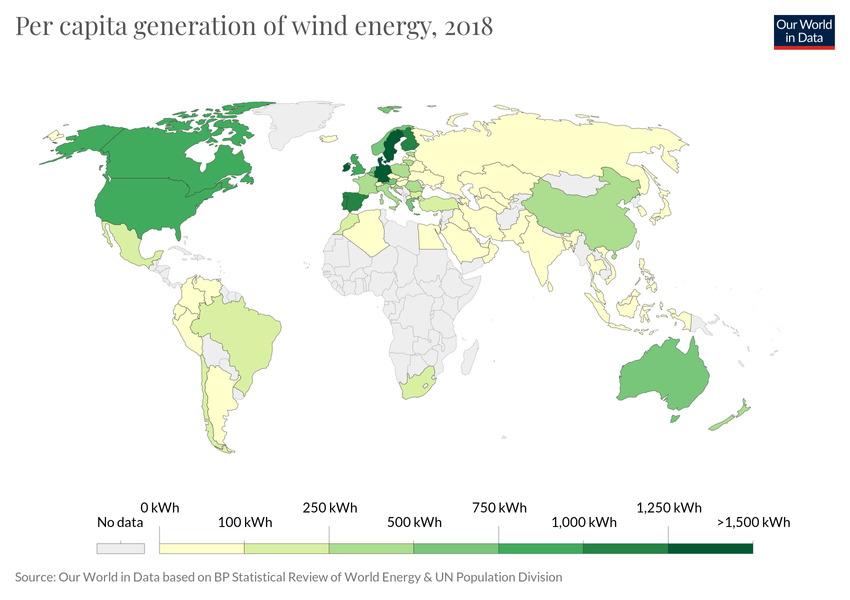 Per capita generation of wind energy, 2018
Our World
in Data
No data
0 kWh
100 kWh
250 kWh
500 kWh
750 kWh
1,000 kWh
1,250 kWh
>1,500 kWh
Source: Our World in Data based on BP Statistical Review of World Energy & UN Population Division